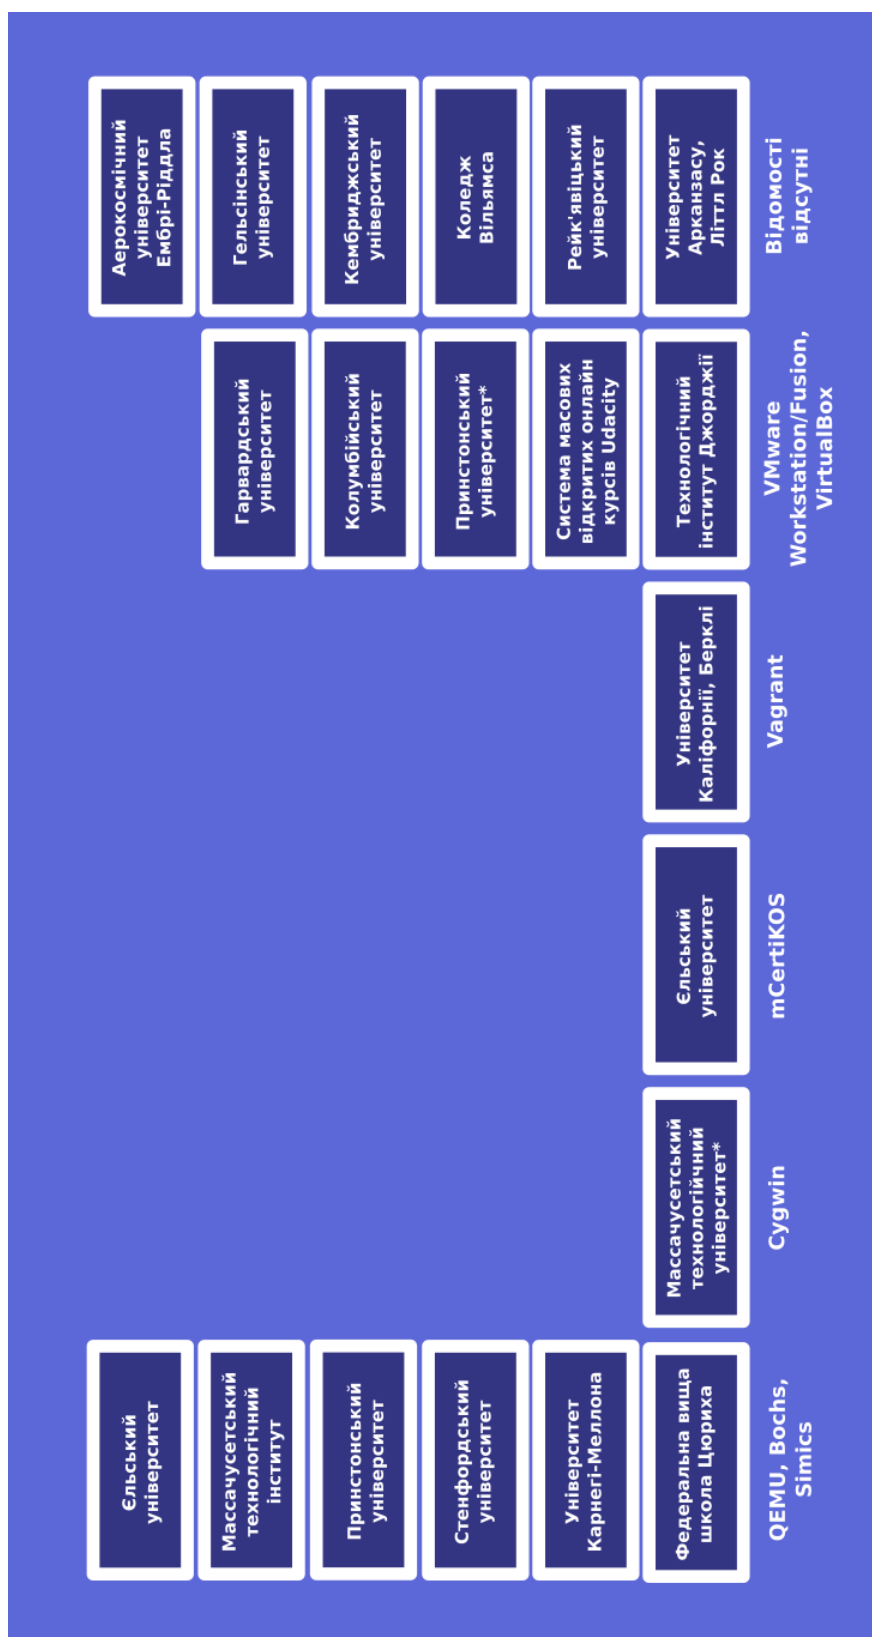 Єльський
університет
Массачусетський
технологічний
інститут
Принстонський
університет
Стенфордський
університет
Університет
Карнегі-Меллона
Федеральна вища
школа Цюриха
QEMU, Bochs,
Simics
Массачусетський
технологійчний
університет*
Cygwin
Єльський
університет
mCertiKOS
Університет
Каліфорнії, Берклі
Vagrant
Гарвардський
університет
Колумбійський
університет
Принстонський
університет*
Система масових
відкритих онлайн
курсів Udacity
Технологічний
інститут Джорджії
VMware
Workstation/Fusion,
VirtualBox
Аерокосмічний
університет
Ембрі-Ріддла
Гельсінський
університет
Кембриджський
університет
Коледж
Вільямса
Рейк'явіцький
університет
Університет
Арканзасу,
Літтл Рок
Відомості
відсутні